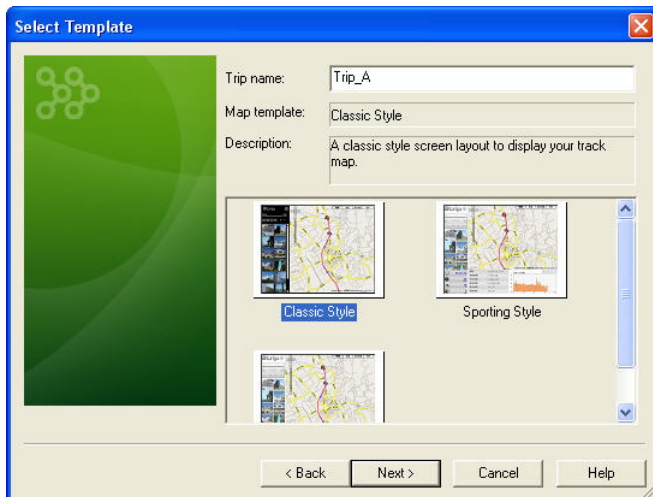 Select Template
Trip name:
Trip_A
Map template:
Classic Style
Description:
A classic style screen layout to display your track
map.
Classic Style
Sporting Style
< Back
Next >
Cancel
Help